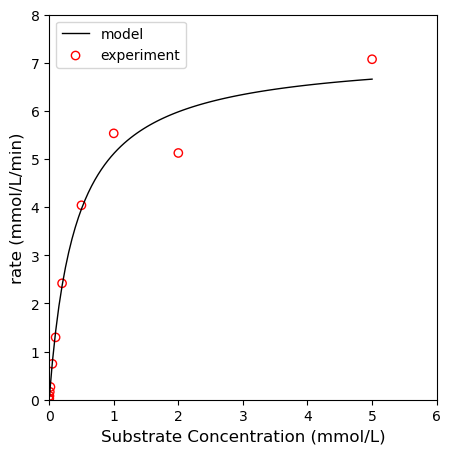 8
7
6
5
4
3
2
1
0
model
experiment
rate (mmol/L/min)
0 1 2 3 4 5 6
Substrate Concentration (mmol/L)